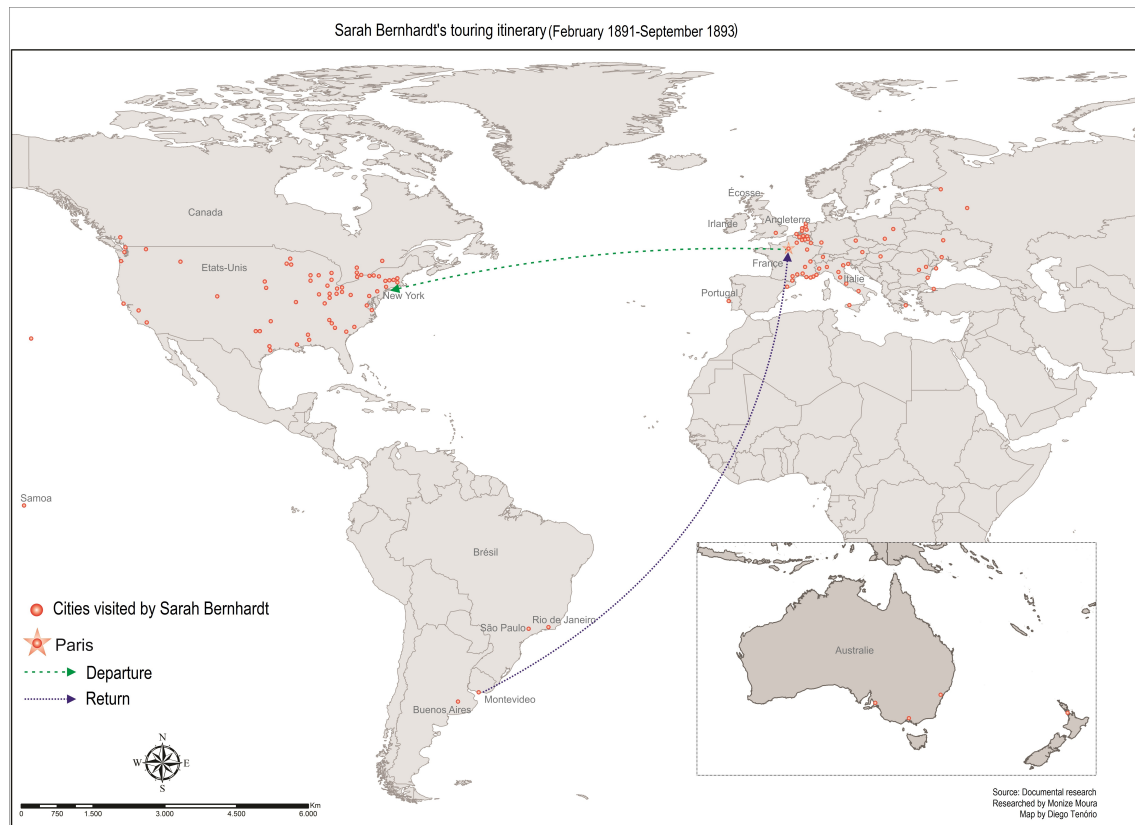 Sarah Bernhardt's touring itinerary (February 1891-September 1893)
Canada
Écosse
Irlande
Angleterre
Etats-Unis
France
Italie
New York
Portugal
Samoa
Brésil
São Paulo
Rio de Janeiro
Montevideo
Buenos Aires
Australie
Cities visited by Sarah Bernhardt
Paris
Departure
Return
N
W E
S
0 750 1.500 3.000 4.500 6.000 Km
Source: Documental research
Researched by Monize Moura
Map by Diego Tenório